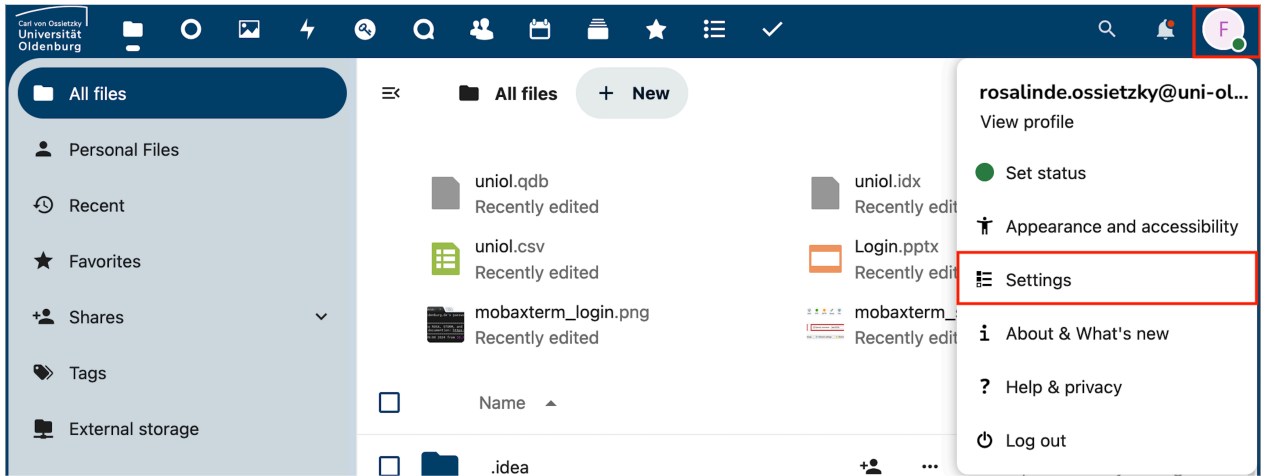 Carl von Ossietzky
Universität
Oldenburg
F
All files
Personal Files
Recent
Favorites
Shares
Tags
External storage
All files
+ New
uniol.qdb
Recently edited
uniol.idx
Recently edit
uniol.csv
Recently edited
Login.pptx
Recently edit
mobaxterm_login.png
Recently edited
mobaxterm_
Recently edit
Name
.idea
rosalinde.ossietzky@uni-ol...
View profile
Set status
Appearance and accessibility
Settings
About & What's new
Help & privacy
Log out